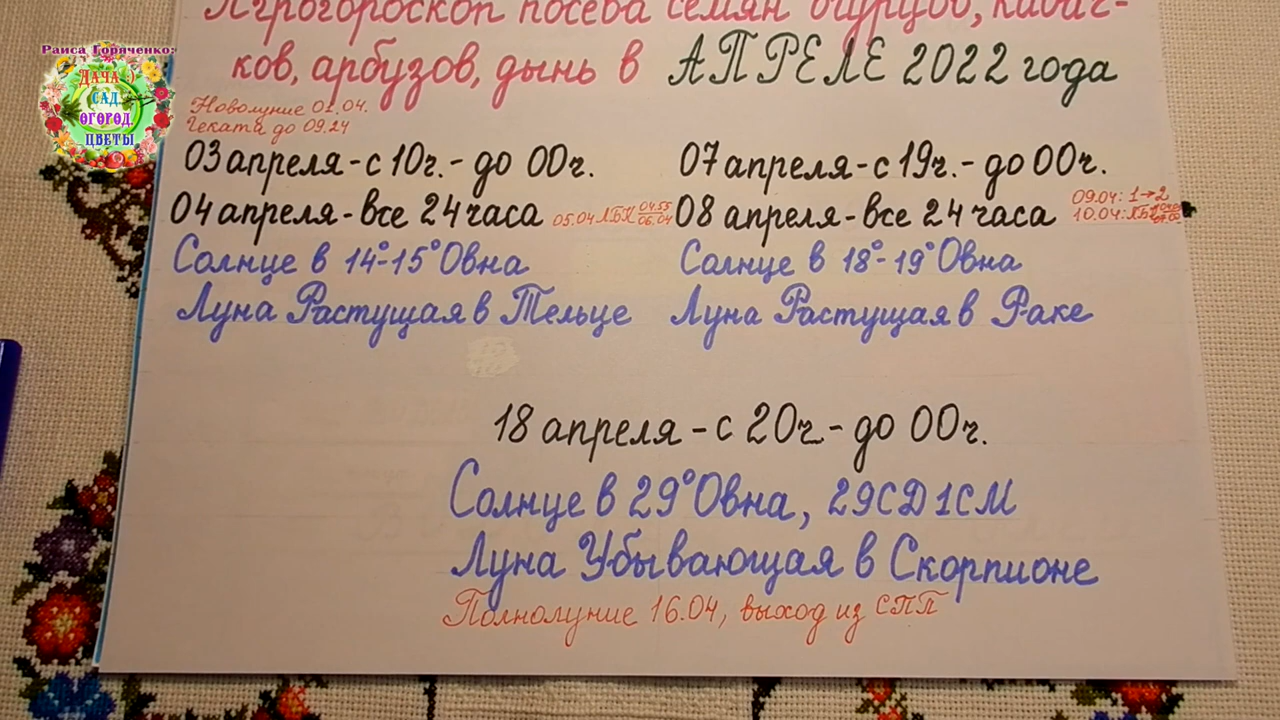 Агрогороскоп посева семян огурцов, кабач-
ков, арбузов, дынь в АПРЕЛЕ 2022 года
Раиса Горяченко:
Дача :)
сад,
огород,
цветы
Новолуние 01.04.
Геката до 09.24
03 апреля - с 10ч. - до 00ч.
04 апреля - все 24 часа
05.04 ЛБК 04.55 06.04
Солнце в 14°-15° Овна
Луна Растущая в Тельце
07 апреля - с 19ч. - до 00ч.
08 апреля - все 24 часа
09.04: 1→2
10.04:
Солнце в 18°-19° Овна
Луна Растущая в Раке
18 апреля - с 20ч - до 00ч.
Солнце в 29° Овна, 29СД 1СМ
Луна Убывающая в Скорпионе
Полнолуние 16.04, выход из СПП